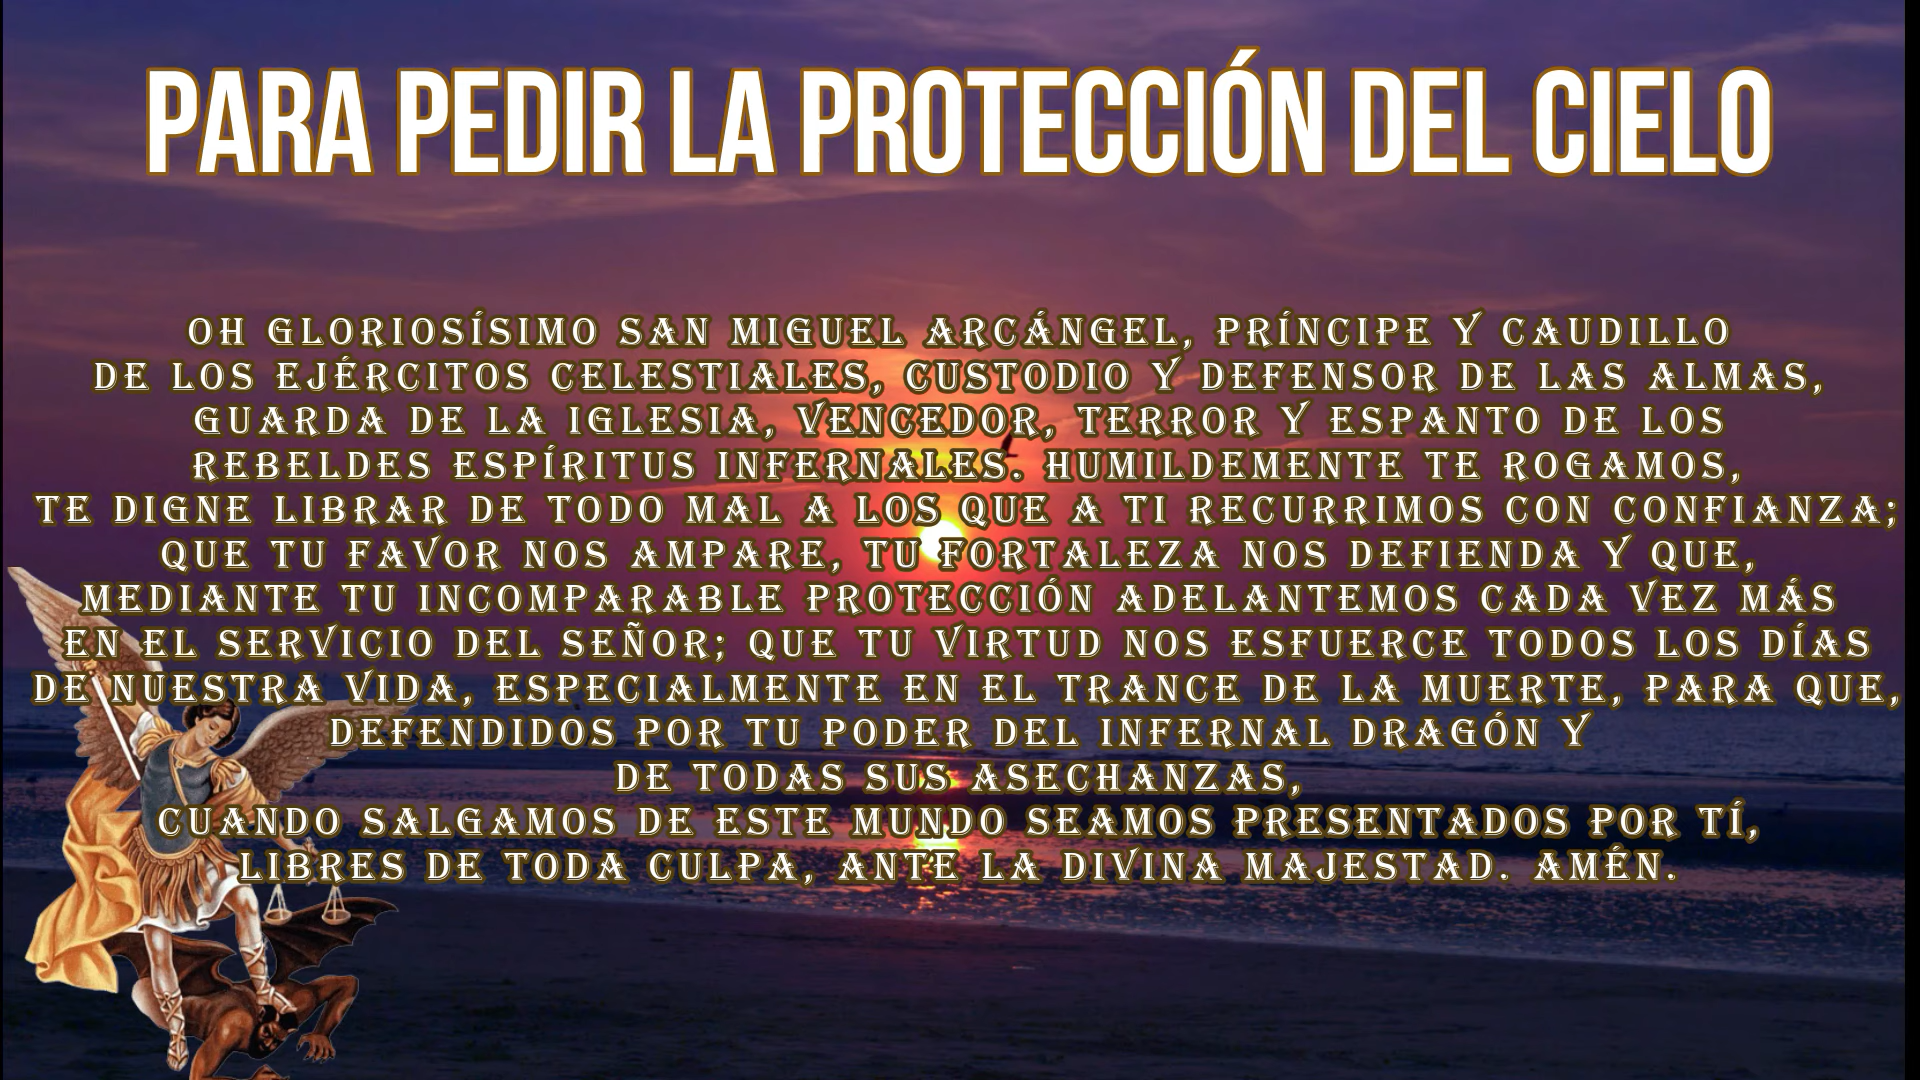 PARA PEDIR LA PROTECCIÓN DEL CIELO
OH GLORIOSÍSIMO SAN MIGUEL ARCÁNGEL, PRÍNCIPE Y CAUDILLO
DE LOS EJÉRCITOS CELESTIALES, CUSTODIO Y DEFENSOR DE LAS ALMAS,
GUARDA DE LA IGLESIA, VENCEDOR, TERROR Y ESPANTO DE LOS
REBELDES ESPÍRITUS INFERNALES. HUMILDEMENTE TE ROGAMOS,
TE DIGNE LIBRAR DE TODO MAL A LOS QUE A TI RECURRIMOS CON CONFIANZA;
QUE TU FAVOR NOS AMPARE, TU FORTALEZA NOS DEFIENDA Y QUE,
MEDIANTE TU INCOMPARABLE PROTECCIÓN ADELANTEMOS CADA VEZ MÁS
EN EL SERVICIO DEL SEÑOR; QUE TU VIRTUD NOS ESFUERCE TODOS LOS DÍAS
DE NUESTRA VIDA, ESPECIALMENTE EN EL TRANCE DE LA MUERTE, PARA QUE,
DEFENDIDOS POR TU PODER DEL INFERNAL DRAGÓN Y
DE TODAS SUS ASECHANZAS,
CUANDO SALGAMOS DE ESTE MUNDO SEAMOS PRESENTADOS POR TÍ,
LIBRES DE TODA CULPA, ANTE LA DIVINA MAJESTAD. AMÉN.